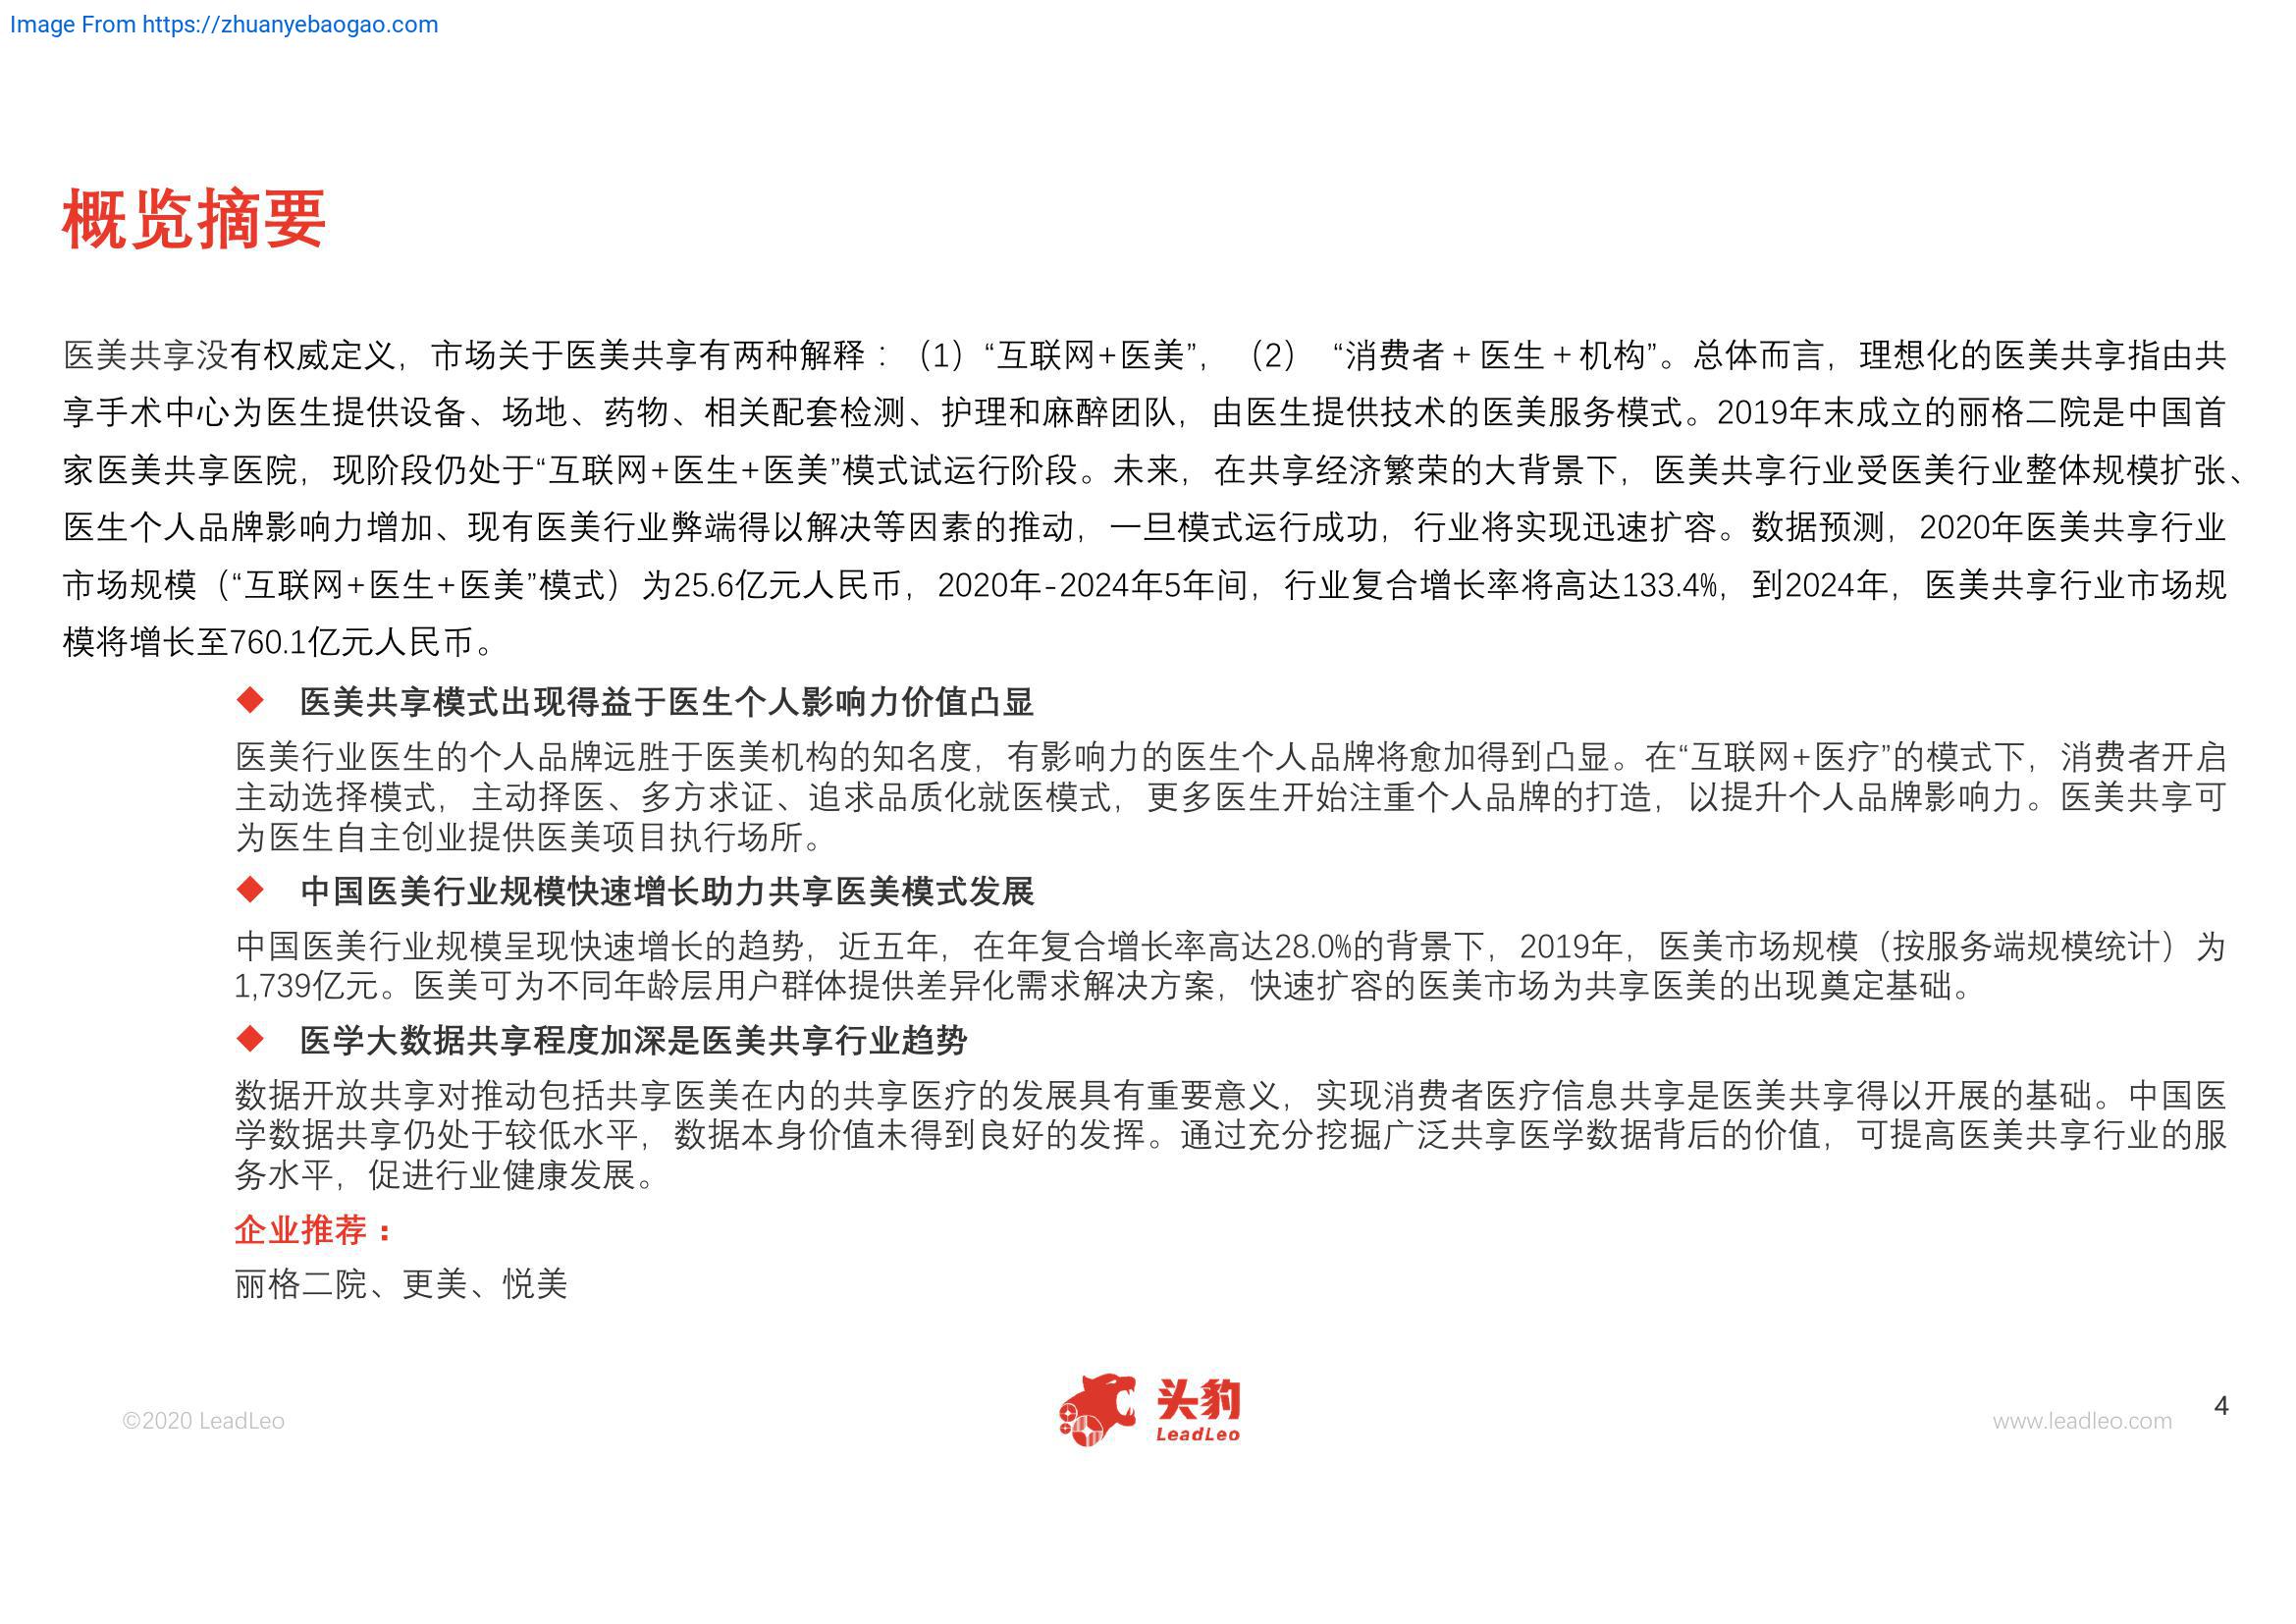 Image From https://zhuanyebaogao.com
概览摘要
医美共享没有权威定义，市场关于医美共享有两种解释：（1）“互联网+医美”，（2） “消费者＋医生＋机构”。总体而言，理想化的医美共享指由共
享手术中心为医生提供设备、场地、药物、相关配套检测、护理和麻醉团队，由医生提供技术的医美服务模式。2019年末成立的丽格二院是中国首
家医美共享医院，现阶段仍处于“互联网+医生+医美”模式试运行阶段。未来，在共享经济繁荣的大背景下，医美共享行业受医美行业整体规模扩张、
医生个人品牌影响力增加、现有医美行业弊端得以解决等因素的推动，一旦模式运行成功，行业将实现迅速扩容。数据预测，2020年医美共享行业
市场规模（“互联网+医生+医美”模式）为25.6亿元人民币，2020年-2024年5年间，行业复合增长率将高达133.4%，到2024年，医美共享行业市场规
模将增长至760.1亿元人民币。
◆ 医美共享模式出现得益于医生个人影响力价值凸显
医美行业医生的个人品牌远胜于医美机构的知名度，有影响力的医生个人品牌将愈加得到凸显。在“互联网+医疗”的模式下，消费者开启
主动选择模式，主动择医、多方求证、追求品质化就医模式，更多医生开始注重个人品牌的打造，以提升个人品牌影响力。医美共享可
为医生自主创业提供医美项目执行场所。
◆ 中国医美行业规模快速增长助力共享医美模式发展
中国医美行业规模呈现快速增长的趋势，近五年，在年复合增长率高达28.0%的背景下，2019年，医美市场规模（按服务端规模统计）为
1,739亿元。医美可为不同年龄层用户群体提供差异化需求解决方案，快速扩容的医美市场为共享医美的出现奠定基础。
◆ 医学大数据共享程度加深是医美共享行业趋势
数据开放共享对推动包括共享医美在内的共享医疗的发展具有重要意义，实现消费者医疗信息共享是医美共享得以开展的基础。中国医
学数据共享仍处于较低水平，数据本身价值未得到良好的发挥。通过充分挖掘广泛共享医学数据背后的价值，可提高医美共享行业的服
务水平，促进行业健康发展。
企业推荐：
丽格二院、更美、悦美
©2020 LeadLeo
头豹
LeadLeo
www.leadleo.com
4